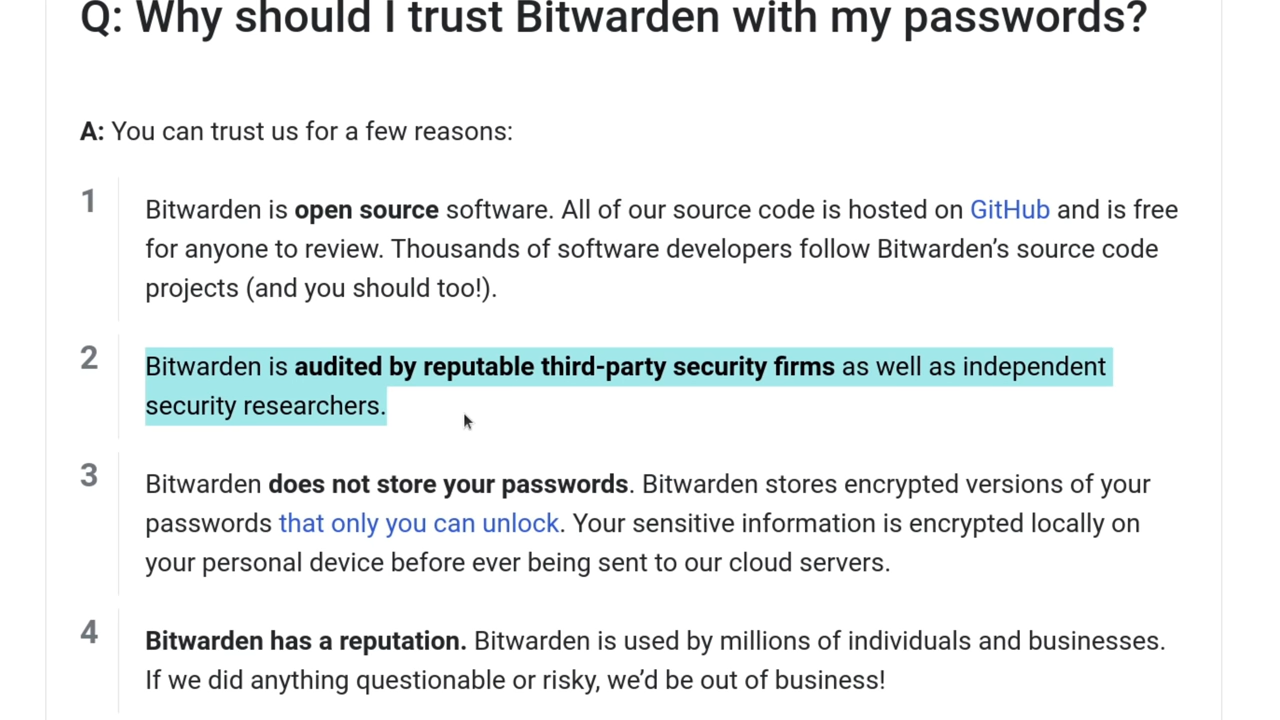 Q: Why should I trust Bitwarden with my passwords?
A: You can trust us for a few reasons:
1
Bitwarden is open source software. All of our source code is hosted on GitHub and is free
for anyone to review. Thousands of software developers follow Bitwarden’s source code
projects (and you should too!).
2
Bitwarden is audited by reputable third-party security firms as well as independent
security researchers.
3
Bitwarden does not store your passwords. Bitwarden stores encrypted versions of your
passwords that only you can unlock. Your sensitive information is encrypted locally on
your personal device before ever being sent to our cloud servers.
4
Bitwarden has a reputation. Bitwarden is used by millions of individuals and businesses.
If we did anything questionable or risky, we’d be out of business!